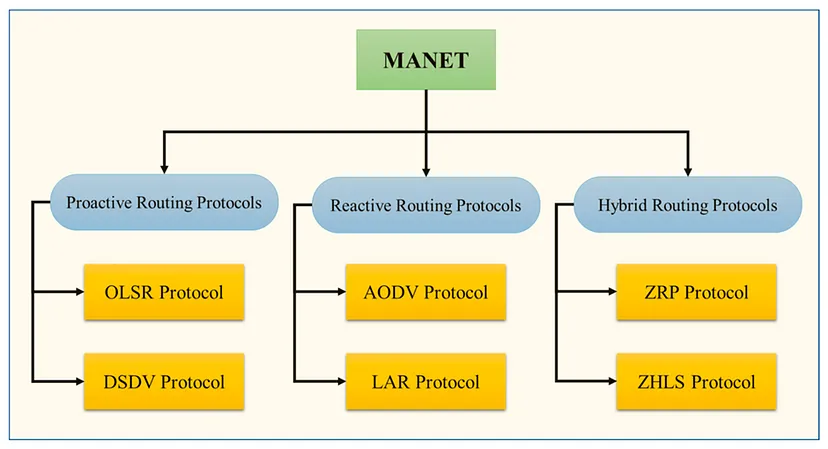 MANET
Proactive Routing Protocols
Reactive Routing Protocols
Hybrid Routing Protocols
OLSR Protocol
AODV Protocol
ZRP Protocol
DSDV Protocol
LAR Protocol
ZHLS Protocol